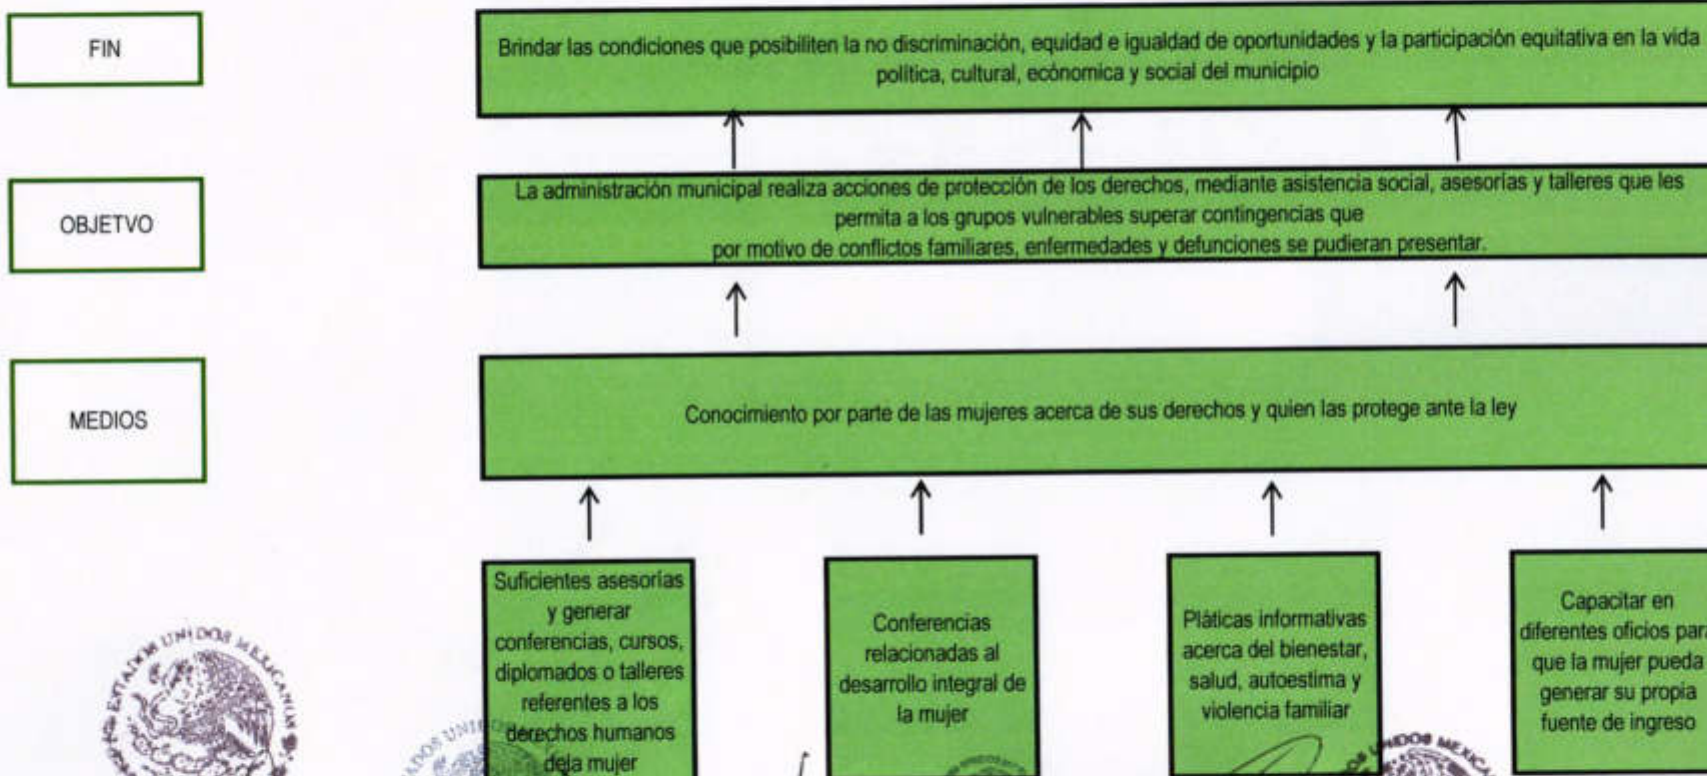 FIN
Brindar las condiciones que posibiliten la no discriminación, equidad e igualdad de oportunidades y la participación equitativa en la vida
política, cultural, ecónomica y social del municipio
OBJETVO
La administración municipal realiza acciones de protección de los derechos, mediante asistencia social, asesorías y talleres que les
permita a los grupos vulnerables superar contingencias que
por motivo de conflictos familiares, enfermedades y defunciones se pudieran presentar.
MEDIOS
Conocimiento por parte de las mujeres acerca de sus derechos y quien las protege ante la ley
Suficientes asesorias
y generar
conferencias, cursos,
diplomados o talleres
referentes a los
derechos humanos
dela mujer
Conferencias
relacionadas al
desarrollo integral de
la mujer
Pláticas informativas
acerca del bienestar,
salud, autoestima y
violencia familiar
Capacitar en
diferentes oficios para
que la mujer pueda
generar su propia
fuente de ingreso
UNIDOS MEXICANOS